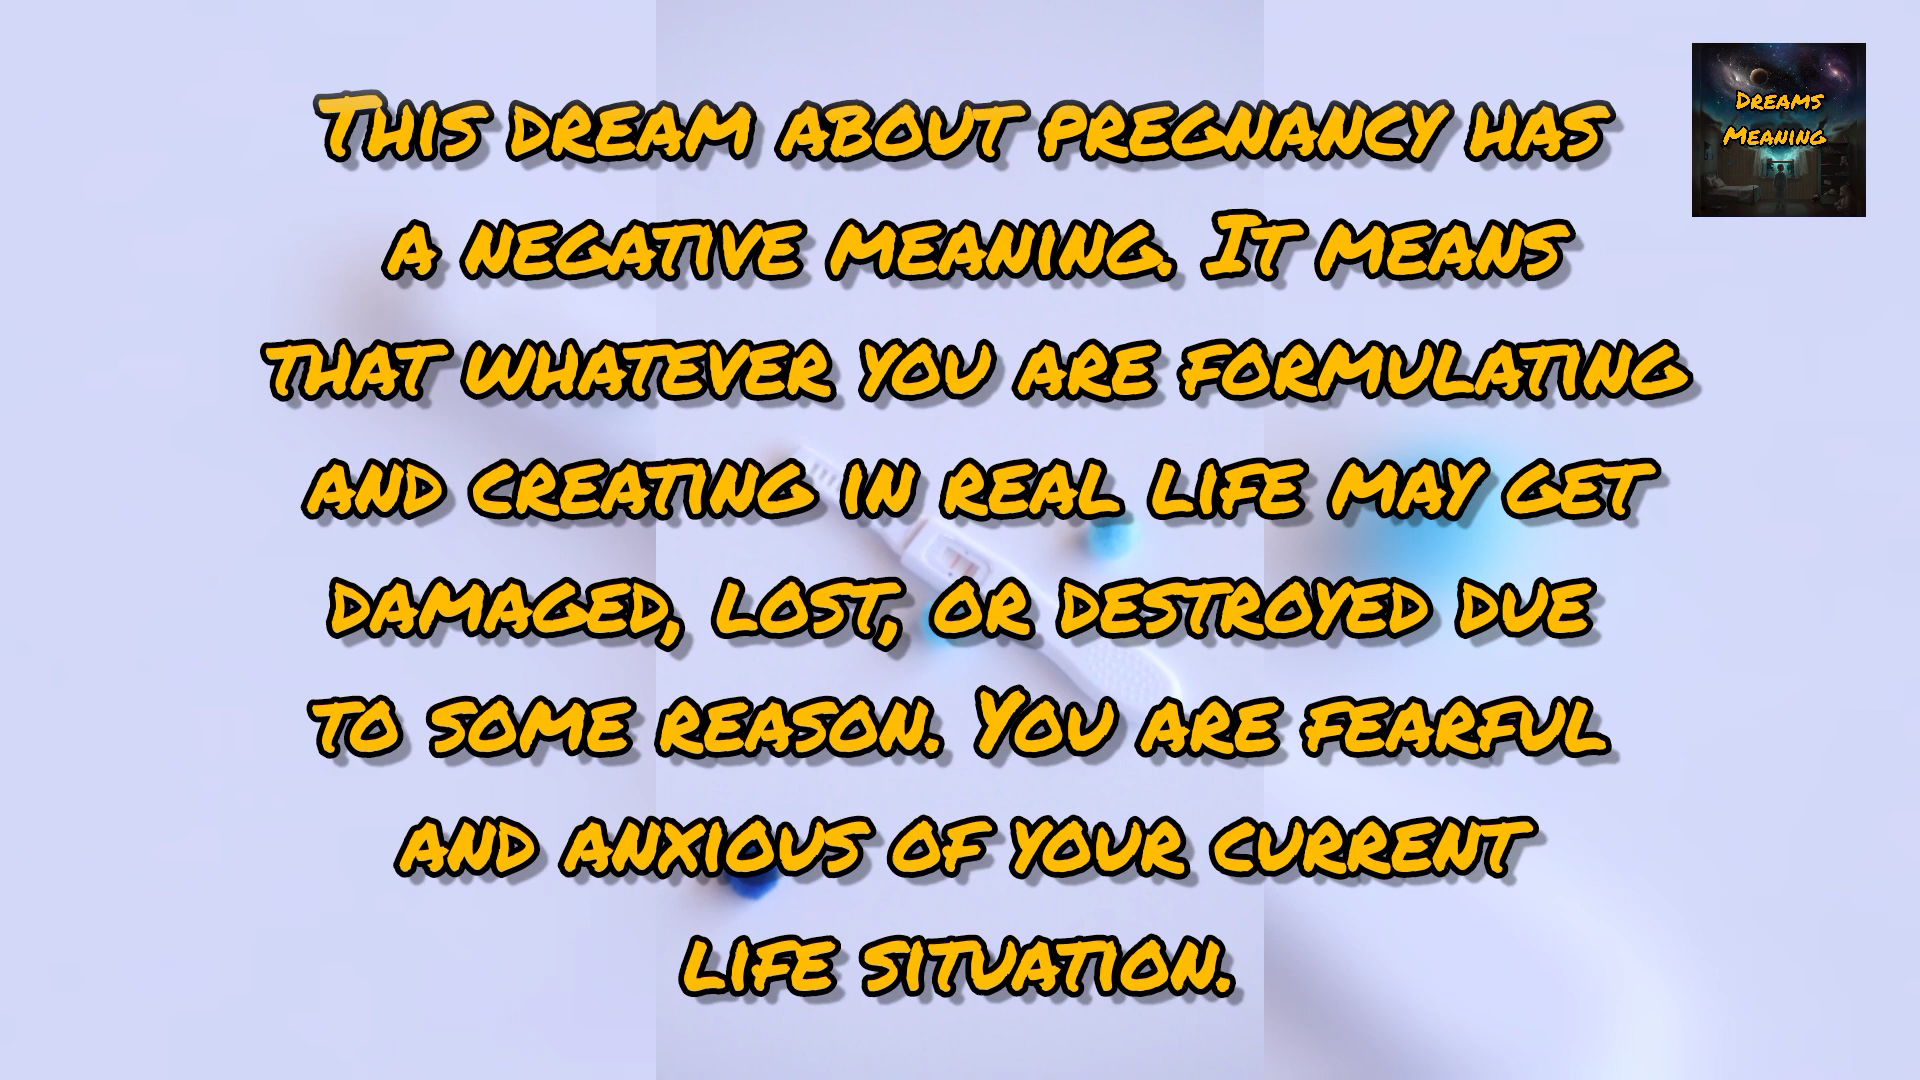 This dream about pregnancy has
a negative meaning. It means
that whatever you are formulating
and creating in real life may get
damaged, lost, or destroyed due
to some reason. You are fearful
and anxious of your current
life situation.
Dreams
Meaning